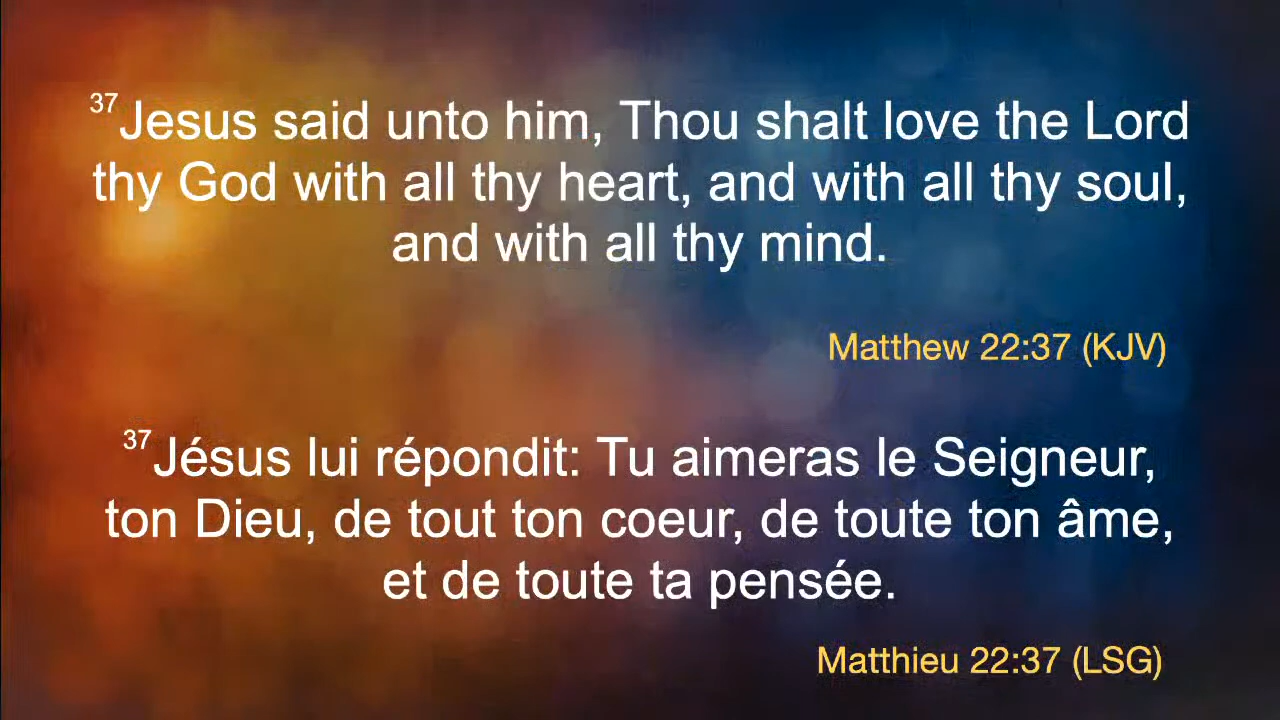 37Jesus said unto him, Thou shalt love the Lord
thy God with all thy heart, and with all thy soul,
and with all thy mind.
Matthew 22:37 (KJV)
37Jésus lui répondit: Tu aimeras le Seigneur,
ton Dieu, de tout ton coeur, de toute ton âme,
et de toute ta pensée.
Matthieu 22:37 (LSG)